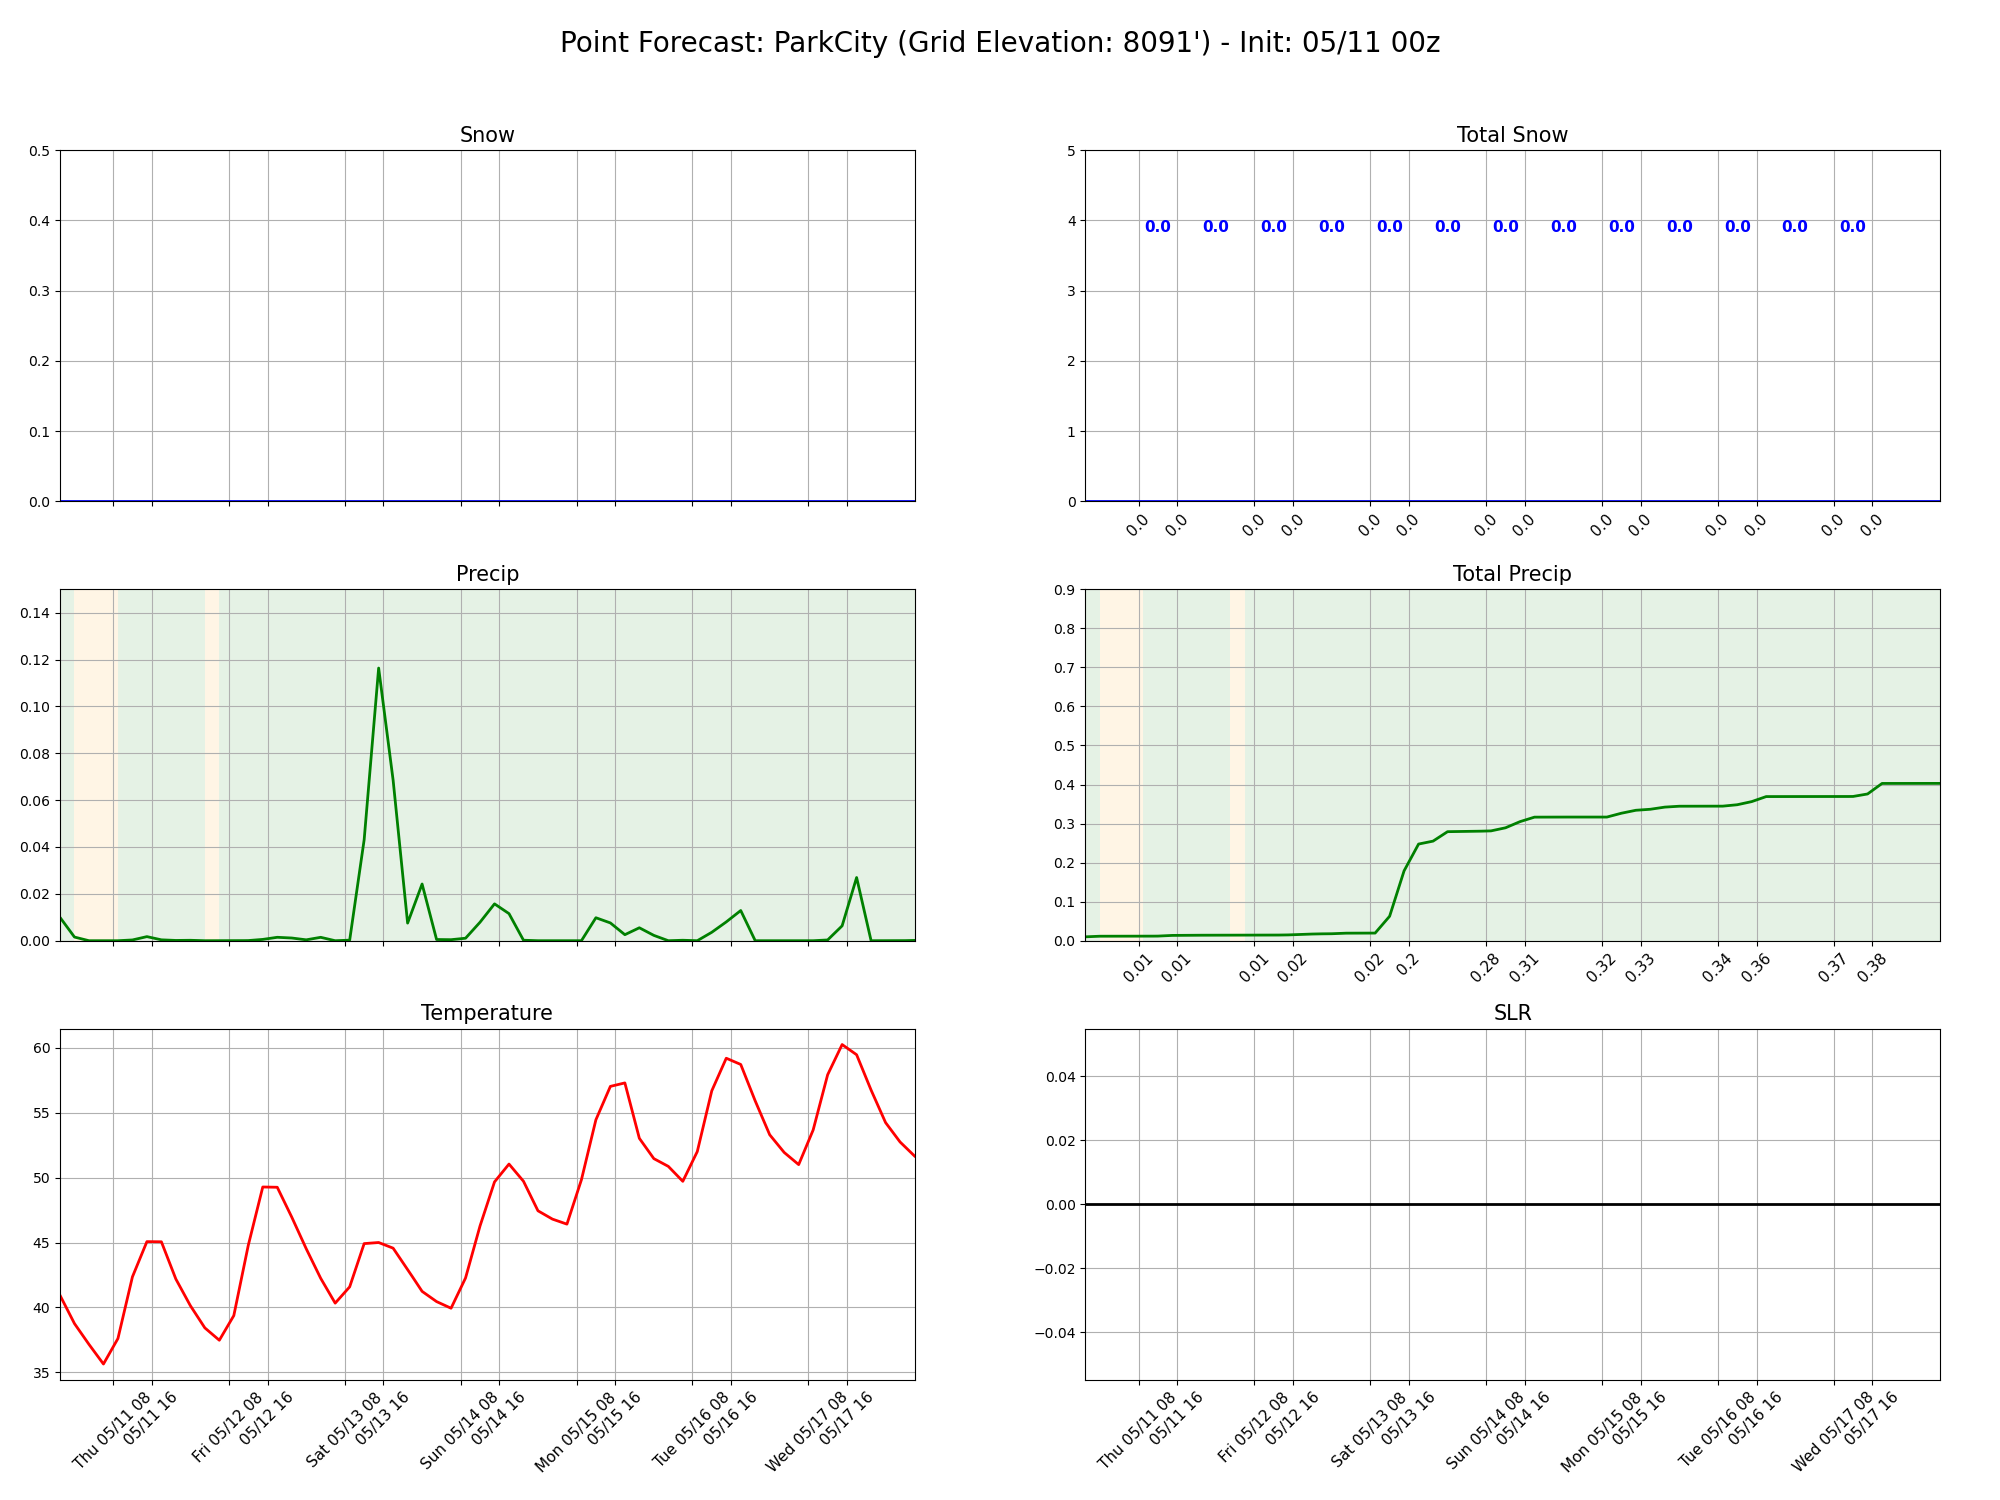 Point Forecast: ParkCity (Grid Elevation: 8091') - Init: 05/11 00z
Snow
0.5
0.4
0.3
0.2
0.1
0.0
Total Snow
5
4
3
2
1
0
0.0 0.0 0.0 0.0 0.0 0.0 0.0 0.0 0.0 0.0 0.0 0.0 0.0
0.0 0.0 0.0 0.0 0.0 0.0 0.0 0.0 0.0 0.0 0.0 0.0 0.0 0.0
Precip
0.14
0.12
0.10
0.08
0.06
0.04
0.02
0.00
Total Precip
0.9
0.8
0.7
0.6
0.5
0.4
0.3
0.2
0.1
0.0
0.01 0.01 0.01 0.02 0.02 0.2 0.28 0.31 0.32 0.33 0.34 0.36 0.37 0.38
Temperature
60
55
50
45
40
35
Thu 05/11 08
05/11 16
Fri 05/12 08
05/12 16
Sat 05/13 08
05/13 16
Sun 05/14 08
05/14 16
Mon 05/15 08
05/15 16
Tue 05/16 08
05/16 16
Wed 05/17 08
05/17 16
SLR
0.04
0.02
0.00
−0.02
−0.04
Thu 05/11 08
05/11 16
Fri 05/12 08
05/12 16
Sat 05/13 08
05/13 16
Sun 05/14 08
05/14 16
Mon 05/15 08
05/15 16
Tue 05/16 08
05/16 16
Wed 05/17 08
05/17 16